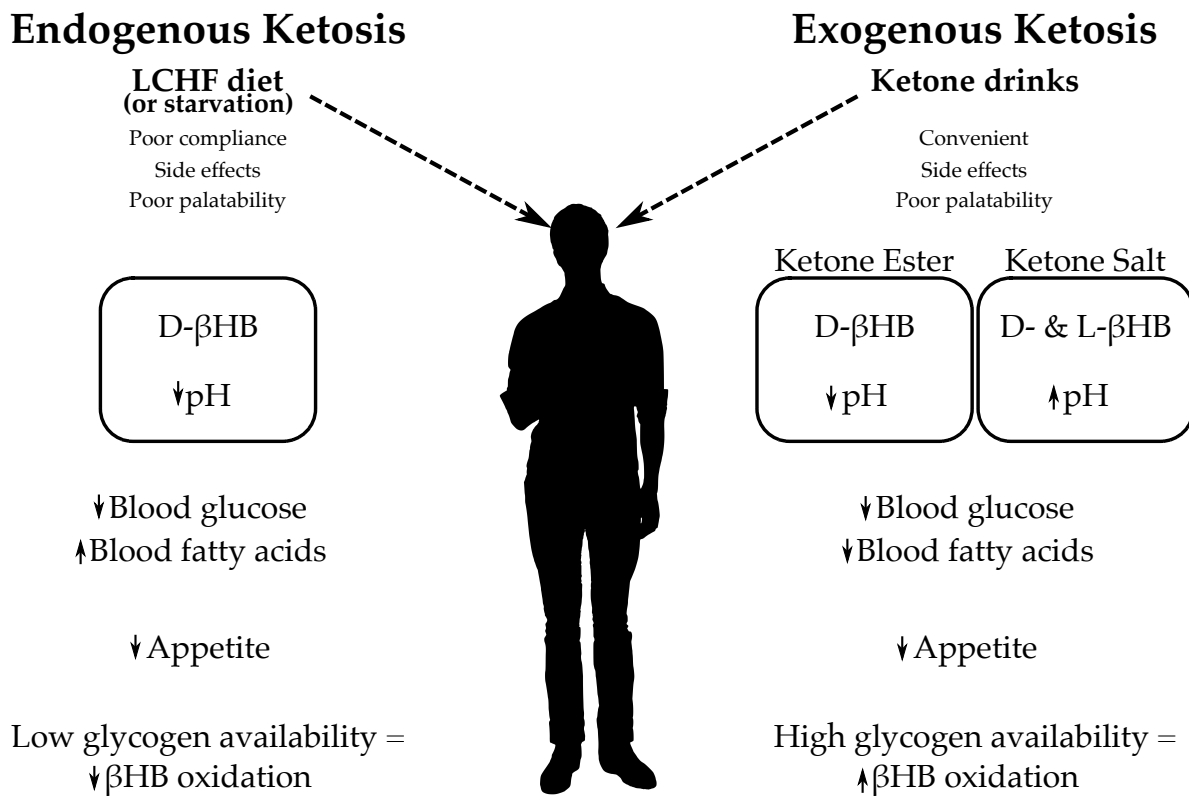 Endogenous Ketosis
LCHF diet
(or starvation)
Poor compliance
Side effects
Poor palatability
D-βHB
↓pH
↓Blood glucose
↑Blood fatty acids
↓Appetite
Low glycogen availability =
↓βHB oxidation
Exogenous Ketosis
Ketone drinks
Convenient
Side effects
Poor palatability
Ketone Ester
D-βHB
↓pH
Ketone Salt
D- & L-βHB
↑pH
↓Blood glucose
↓Blood fatty acids
↓Appetite
High glycogen availability =
↑βHB oxidation